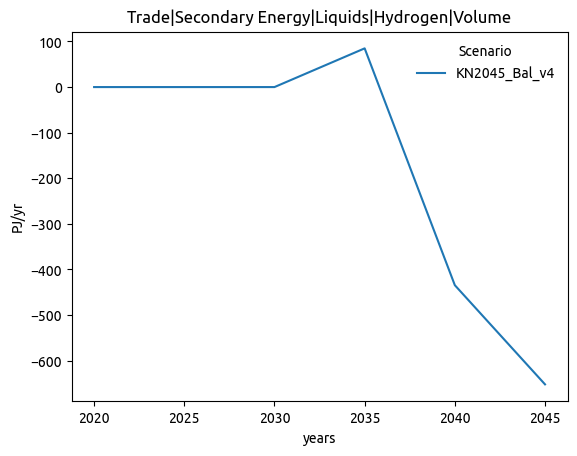 Trade|Secondary Energy|Liquids|Hydrogen|Volume
Scenario
KN2045_Bal_v4
100
0
−100
−200
−300
−400
−500
−600
PJ/yr
2020 2025 2030 2035 2040 2045
years